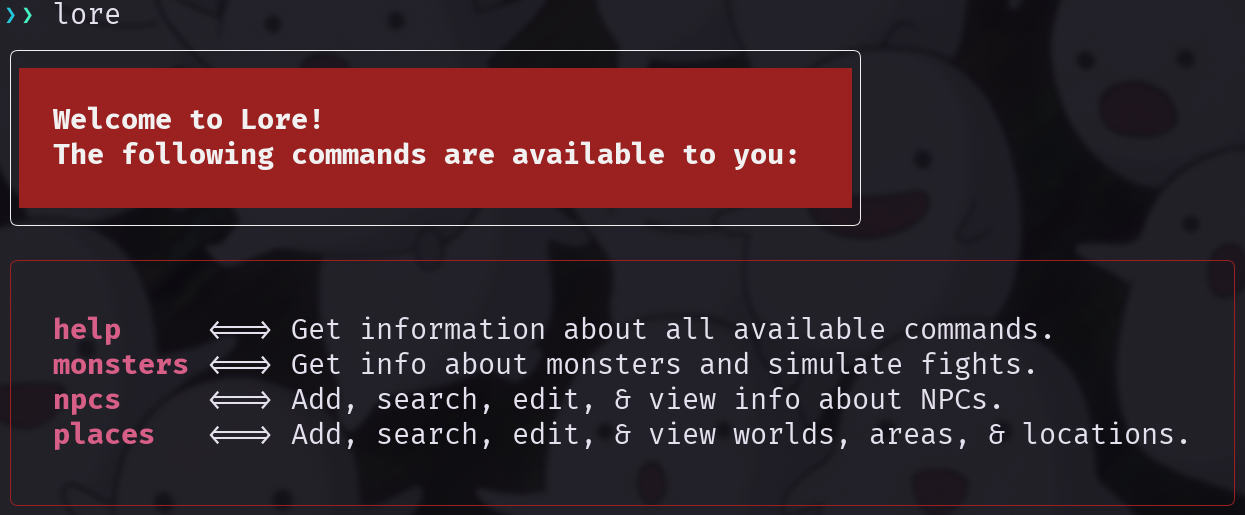 ❯❯ lore
Welcome to Lore!
The following commands are available to you:
help <==> Get information about all available commands.
monsters <==> Get info about monsters and simulate fights.
npcs <==> Add, search, edit, & view info about NPCs.
places <==> Add, search, edit, & view worlds, areas, & locations.